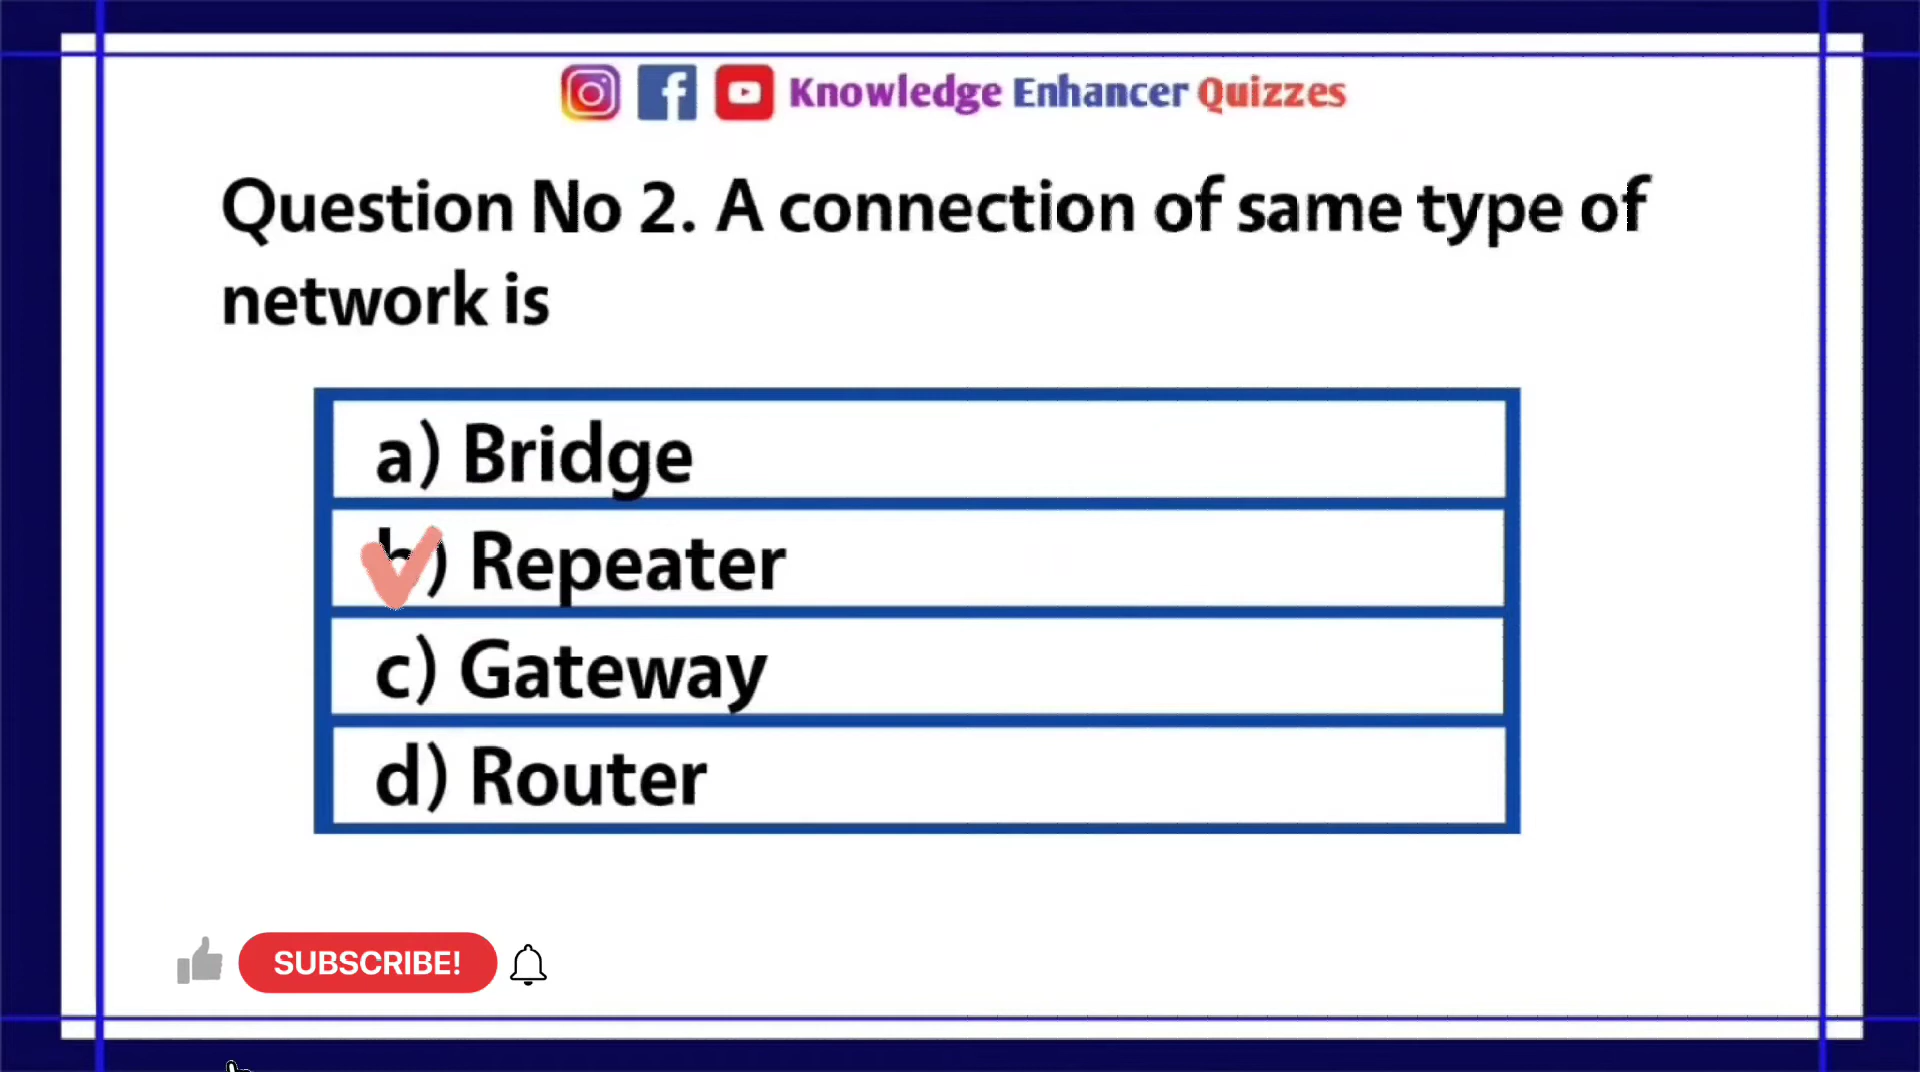 Knowledge Enhancer Quizzes
Question No 2. A connection of same type of
network is
a) Bridge
b) Repeater
c) Gateway
d) Router
SUBSCRIBE!